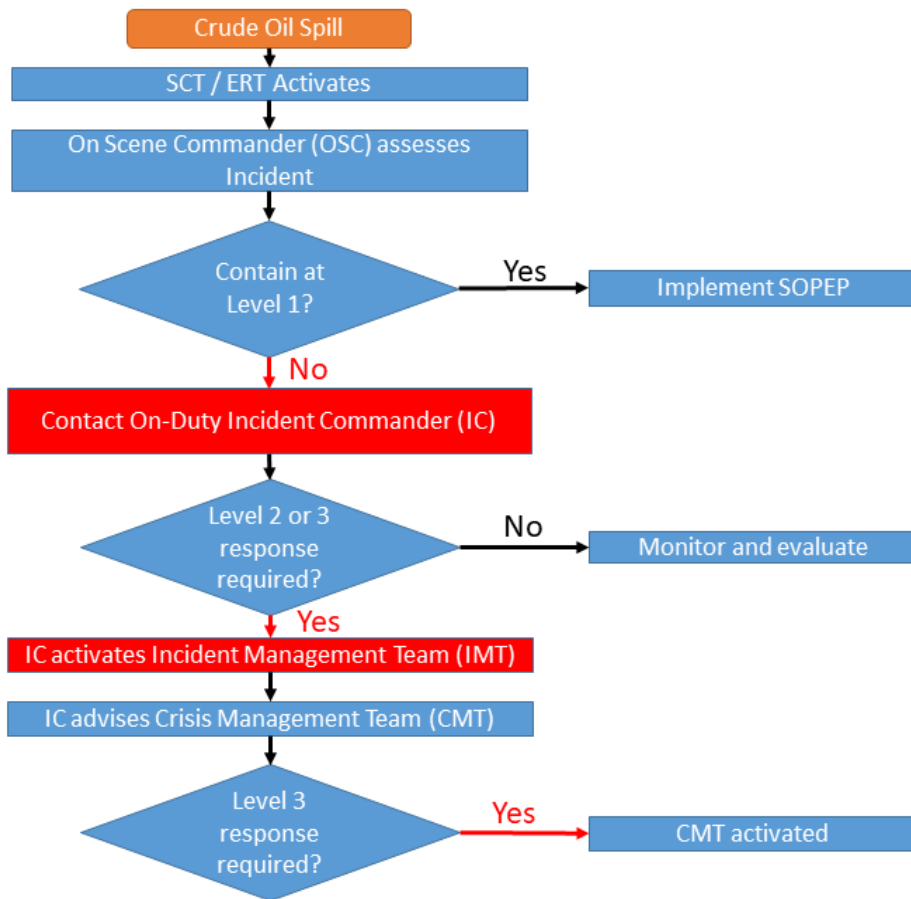 Crude Oil Spill
SCT / ERT Activates
On Scene Commander (OSC) assesses
Incident
Contain at
Level 1?
Yes
Implement SOPEP
No
Contact On-Duty Incident Commander (IC)
Level 2 or 3
response
required?
No
Monitor and evaluate
Yes
IC activates Incident Management Team (IMT)
IC advises Crisis Management Team (CMT)
Level 3
response
required?
Yes
CMT activated